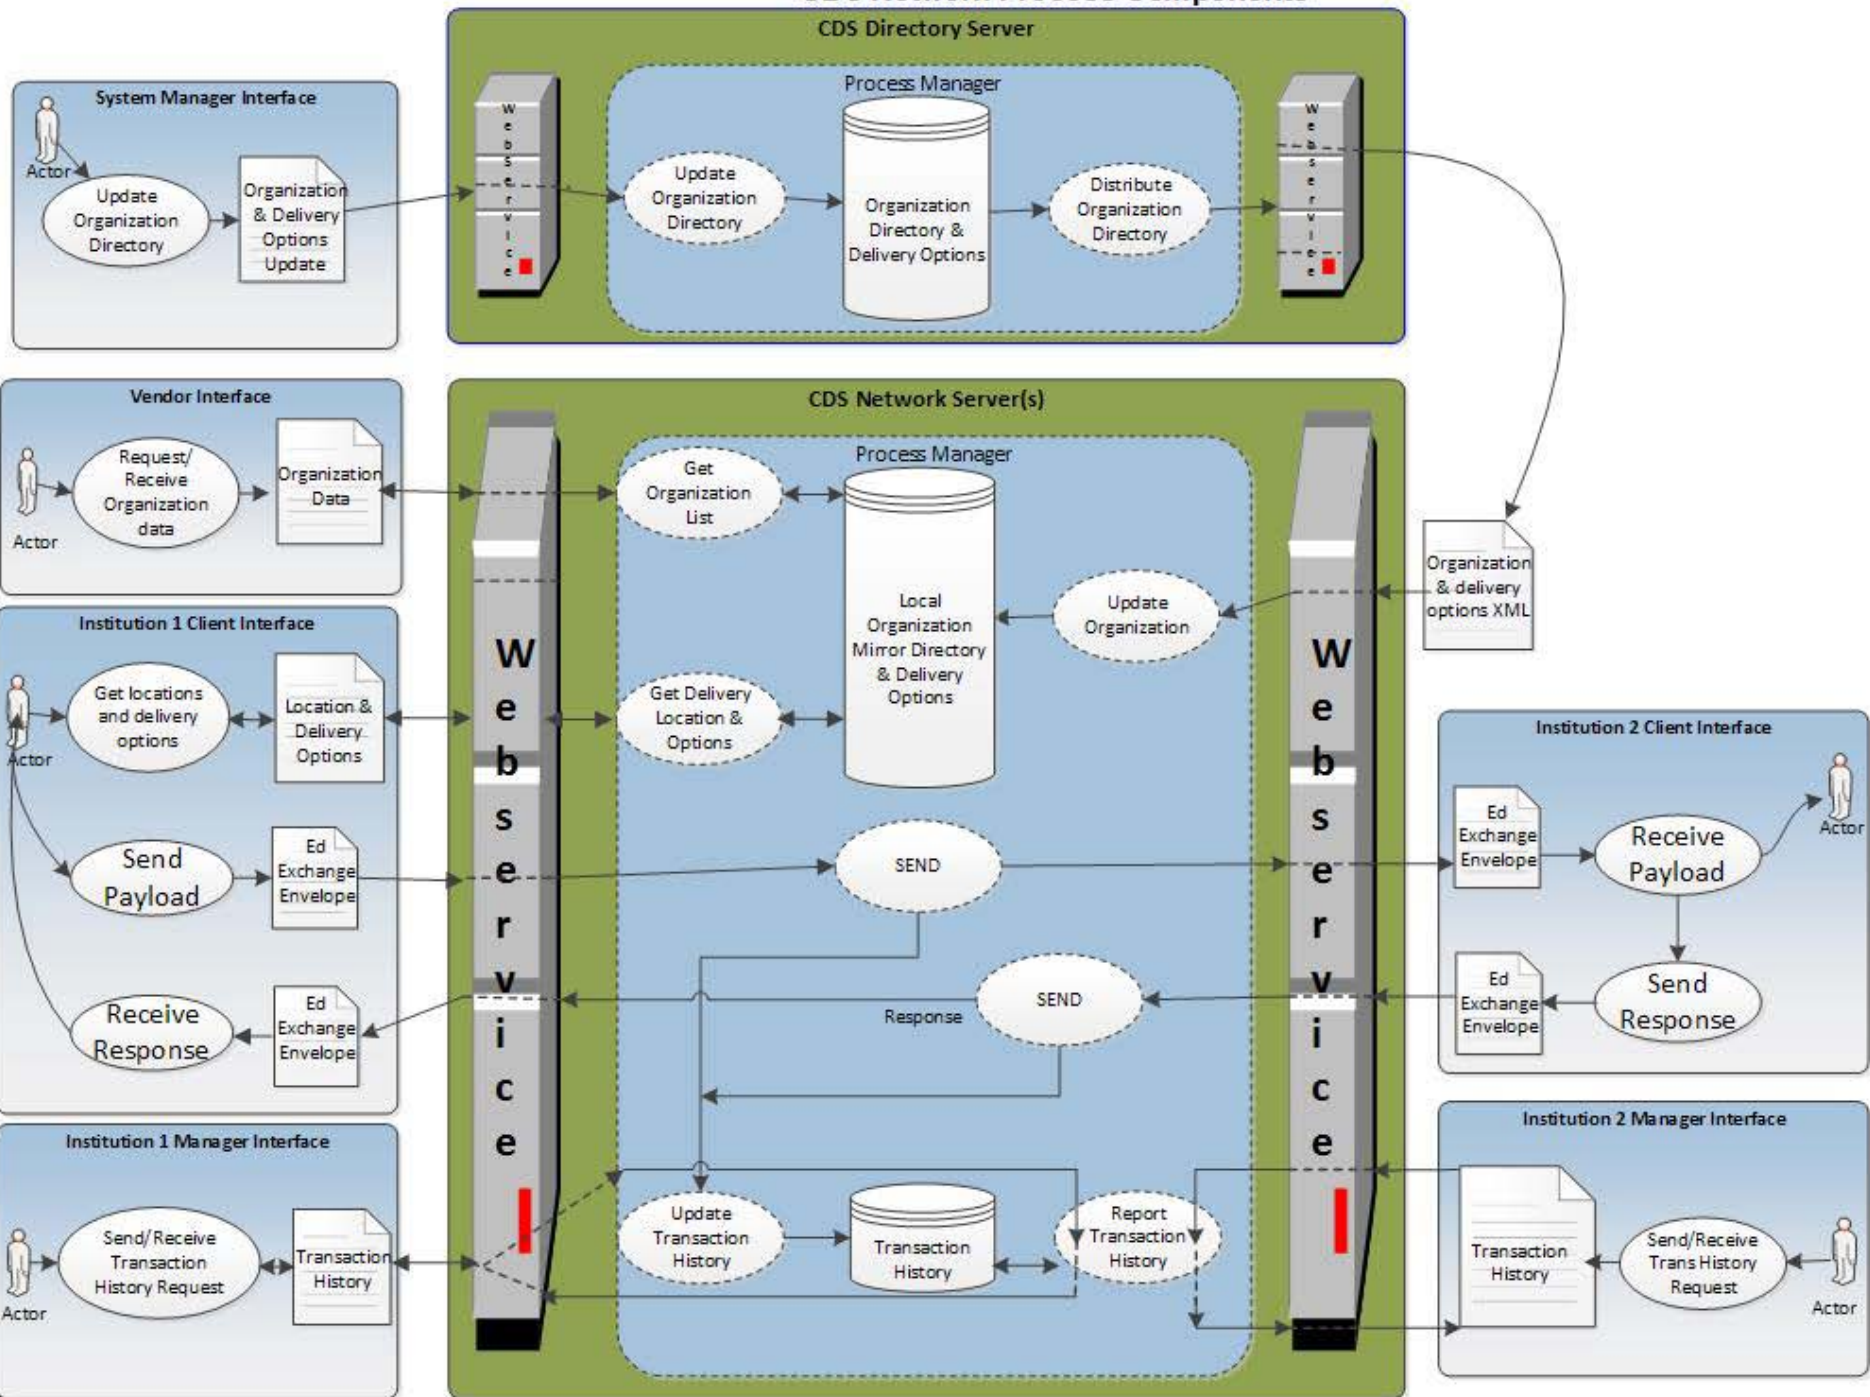 CDS Directory Server
System Manager Interface
Actor
Update
Organization
Directory
Organization
& Delivery
Options
Update
Webservice
Process Manager
Update
Organization
Directory
Organization
Directory &
Delivery Options
Distribute
Organization
Directory
Webservice
Vendor Interface
Actor
Request/
Receive
Organization
data
Organization
Data
CDS Network Server(s)
Process Manager
Get
Organization
List
Local
Organization
Mirror Directory
& Delivery
Options
Update
Organization
Organization
& delivery
options XML
Get Delivery
Location &
Options
Webservice
Webservice
Institution 1 Client Interface
Actor
Get locations
and delivery
options
Location &
Delivery
Options
Send
Payload
Ed
Exchange
Envelope
Receive
Response
Ed
Exchange
Envelope
SEND
SEND
Response
Institution 2 Client Interface
Ed
Exchange
Envelope
Receive
Payload
Actor
Ed
Exchange
Envelope
Send
Response
Institution 1 Manager Interface
Actor
Send/Receive
Transaction
History Request
Transaction
History
Update
Transaction
History
Transaction
History
Report
Transaction
History
Institution 2 Manager Interface
Transaction
History
Send/Receive
Trans History
Request
Actor